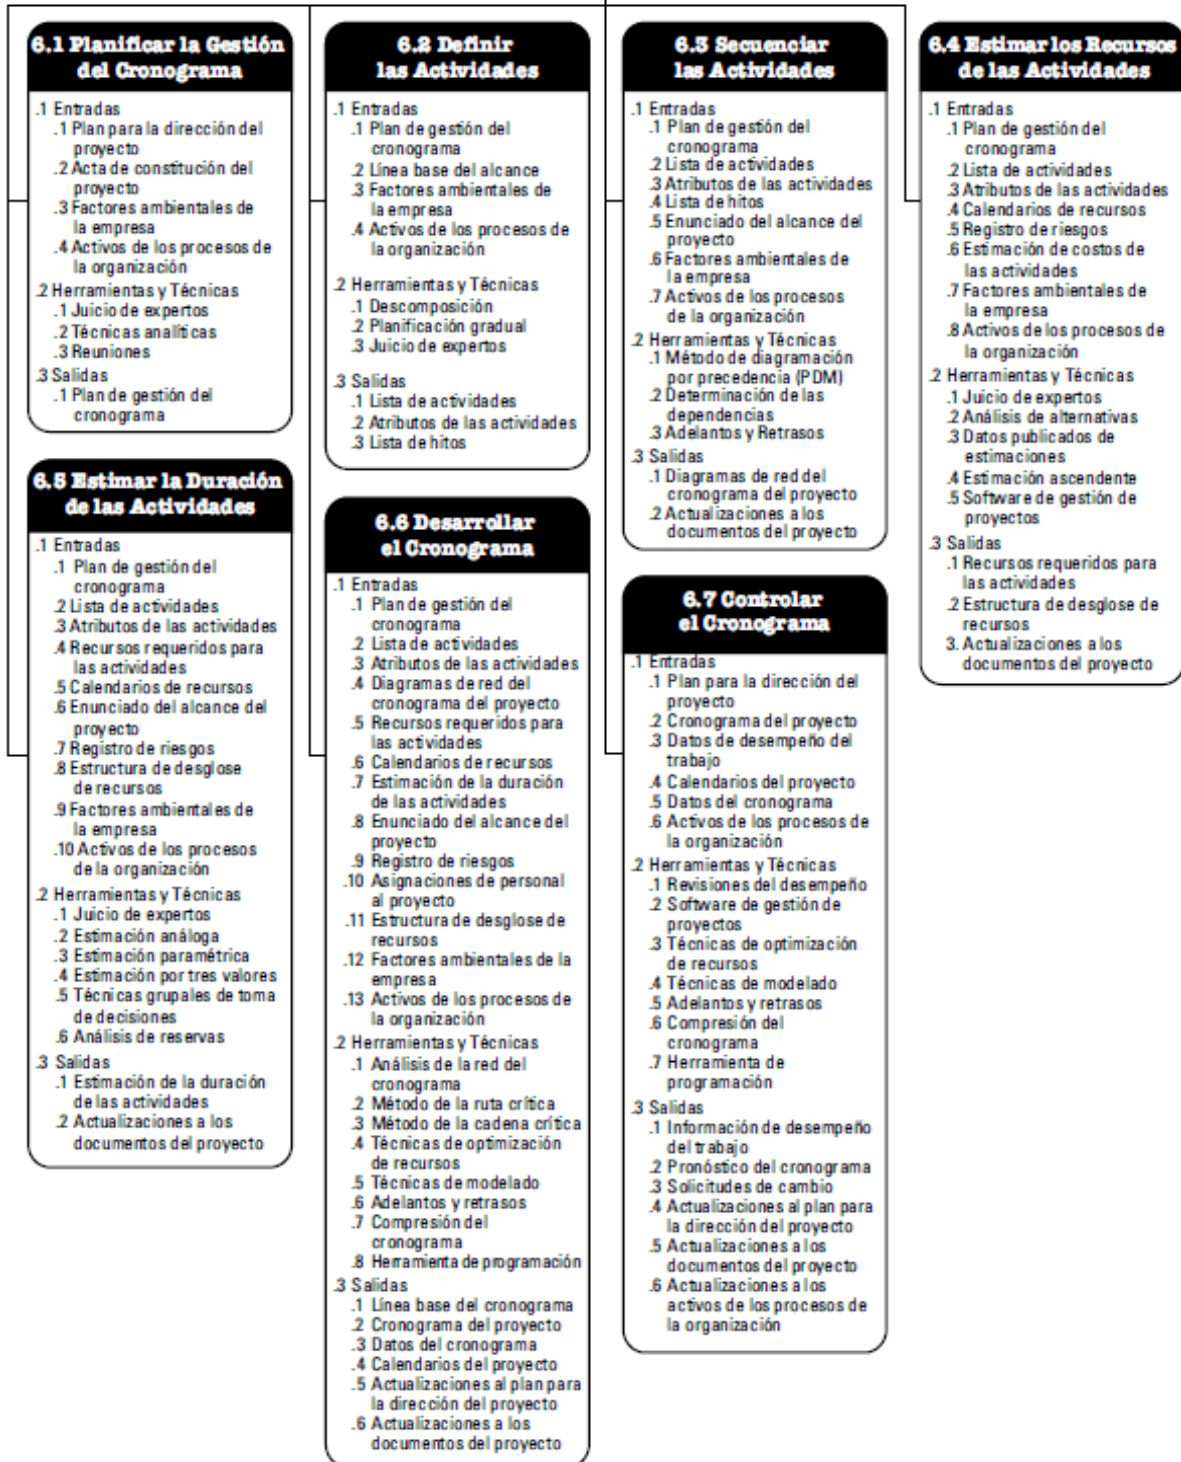 6.1 Planificar la Gestión
del Cronograma
.1 Entradas
.1 Plan para la dirección del
proyecto
.2 Acta de constitución del
proyecto
.3 Factores ambientales de
la empresa
.4 Activos de los procesos de
la organización
.2 Herramientas y Técnicas
.1 Juicio de expertos
.2 Técnicas analíticas
.3 Reuniones
.3 Salidas
.1 Plan de gestión del
cronograma
6.2 Definir
las Actividades
.1 Entradas
.1 Plan de gestión del
cronograma
.2 Línea base del alcance
.3 Factores ambientales de
la empresa
.4 Activos de los procesos de
la organización
.2 Herramientas y Técnicas
.1 Descomposición
.2 Planificación gradual
.3 Juicio de expertos
.3 Salidas
.1 Lista de actividades
.2 Atributos de las actividades
.3 Lista de hitos
6.3 Secuenciar
las Actividades
.1 Entradas
.1 Plan de gestión del
cronograma
.2 Lista de actividades
.3 Atributos de las actividades
.4 Lista de hitos
.5 Enunciado del alcance del
proyecto
.6 Factores ambientales de
la empresa
.7 Activos de los procesos
de la organización
.2 Herramientas y Técnicas
.1 Método de diagramación
por precedencia (PDM)
.2 Determinación de las
dependencias
.3 Adelantos y Retrasos
.3 Salidas
.1 Diagramas de red del
cronograma del proyecto
.2 Actualizaciones a los
documentos del proyecto
6.4 Estimar los Recursos
de las Actividades
.1 Entradas
.1 Plan de gestión del
cronograma
.2 Lista de actividades
.3 Atributos de las actividades
.4 Calendarios de recursos
.5 Registro de riesgos
.6 Estimación de costos de
las actividades
.7 Factores ambientales de
la empresa
.8 Activos de los procesos de
la organización
.2 Herramientas y Técnicas
.1 Juicio de expertos
.2 Análisis de alternativas
.3 Datos publicados de
estimaciones
.4 Estimación ascendente
.5 Software de gestión de
proyectos
.3 Salidas
.1 Recursos requeridos para
las actividades
.2 Estructura de desglose de
recursos
3. Actualizaciones a los
documentos del proyecto
6.5 Estimar la Duración
de las Actividades
.1 Entradas
.1 Plan de gestión del
cronograma
.2 Lista de actividades
.3 Atributos de las actividades
.4 Recursos requeridos para
las actividades
.5 Calendarios de recursos
.6 Enunciado del alcance del
proyecto
.7 Registro de riesgos
.8 Estructura de desglose
de recursos
.9 Factores ambientales de
la empresa
.10 Activos de los procesos
de la organización
.2 Herramientas y Técnicas
.1 Juicio de expertos
.2 Estimación análoga
.3 Estimación paramétrica
.4 Estimación por tres valores
.5 Técnicas grupales de toma
de decisiones
.6 Análisis de reservas
.3 Salidas
.1 Estimación de la duración
de las actividades
.2 Actualizaciones a los
documentos del proyecto
6.6 Desarrollar
el Cronograma
.1 Entradas
.1 Plan de gestión del
cronograma
.2 Lista de actividades
.3 Atributos de las actividades
.4 Diagramas de red del
cronograma del proyecto
.5 Recursos requeridos para
las actividades
.6 Calendarios de recursos
.7 Estimación de la duración
de las actividades
.8 Enunciado del alcance del
proyecto
.9 Registro de riesgos
.10 Asignaciones de personal
al proyecto
.11 Estructura de desglose de
recursos
.12 Factores ambientales de la
empresa
.13 Activos de los procesos de
la organización
.2 Herramientas y Técnicas
.1 Análisis de la red del
cronograma
.2 Método de la ruta crítica
.3 Método de la cadena crítica
.4 Técnicas de optimización
de recursos
.5 Técnicas de modelado
.6 Adelantos y retrasos
.7 Compresión del
cronograma
.8 Herramienta de programación
.3 Salidas
.1 Línea base del cronograma
.2 Cronograma del proyecto
.3 Datos del cronograma
.4 Calendarios del proyecto
.5 Actualizaciones al plan para
la dirección del proyecto
.6 Actualizaciones a los
documentos del proyecto
6.7 Controlar
el Cronograma
.1 Entradas
.1 Plan para la dirección del
proyecto
.2 Cronograma del proyecto
.3 Datos de desempeño del
trabajo
.4 Calendarios del proyecto
.5 Datos del cronograma
.6 Activos de los procesos de
la organización
.2 Herramientas y Técnicas
.1 Revisiones del desempeño
.2 Software de gestión de
proyectos
.3 Técnicas de optimización
de recursos
.4 Técnicas de modelado
.5 Adelantos y retrasos
.6 Compresión del
cronograma
.7 Herramienta de
programación
.3 Salidas
.1 Información de desempeño
del trabajo
.2 Pronóstico del cronograma
.3 Solicitudes de cambio
.4 Actualizaciones al plan para
la dirección del proyecto
.5 Actualizaciones a los
documentos del proyecto
.6 Actualizaciones a los
activos de los procesos de
la organización